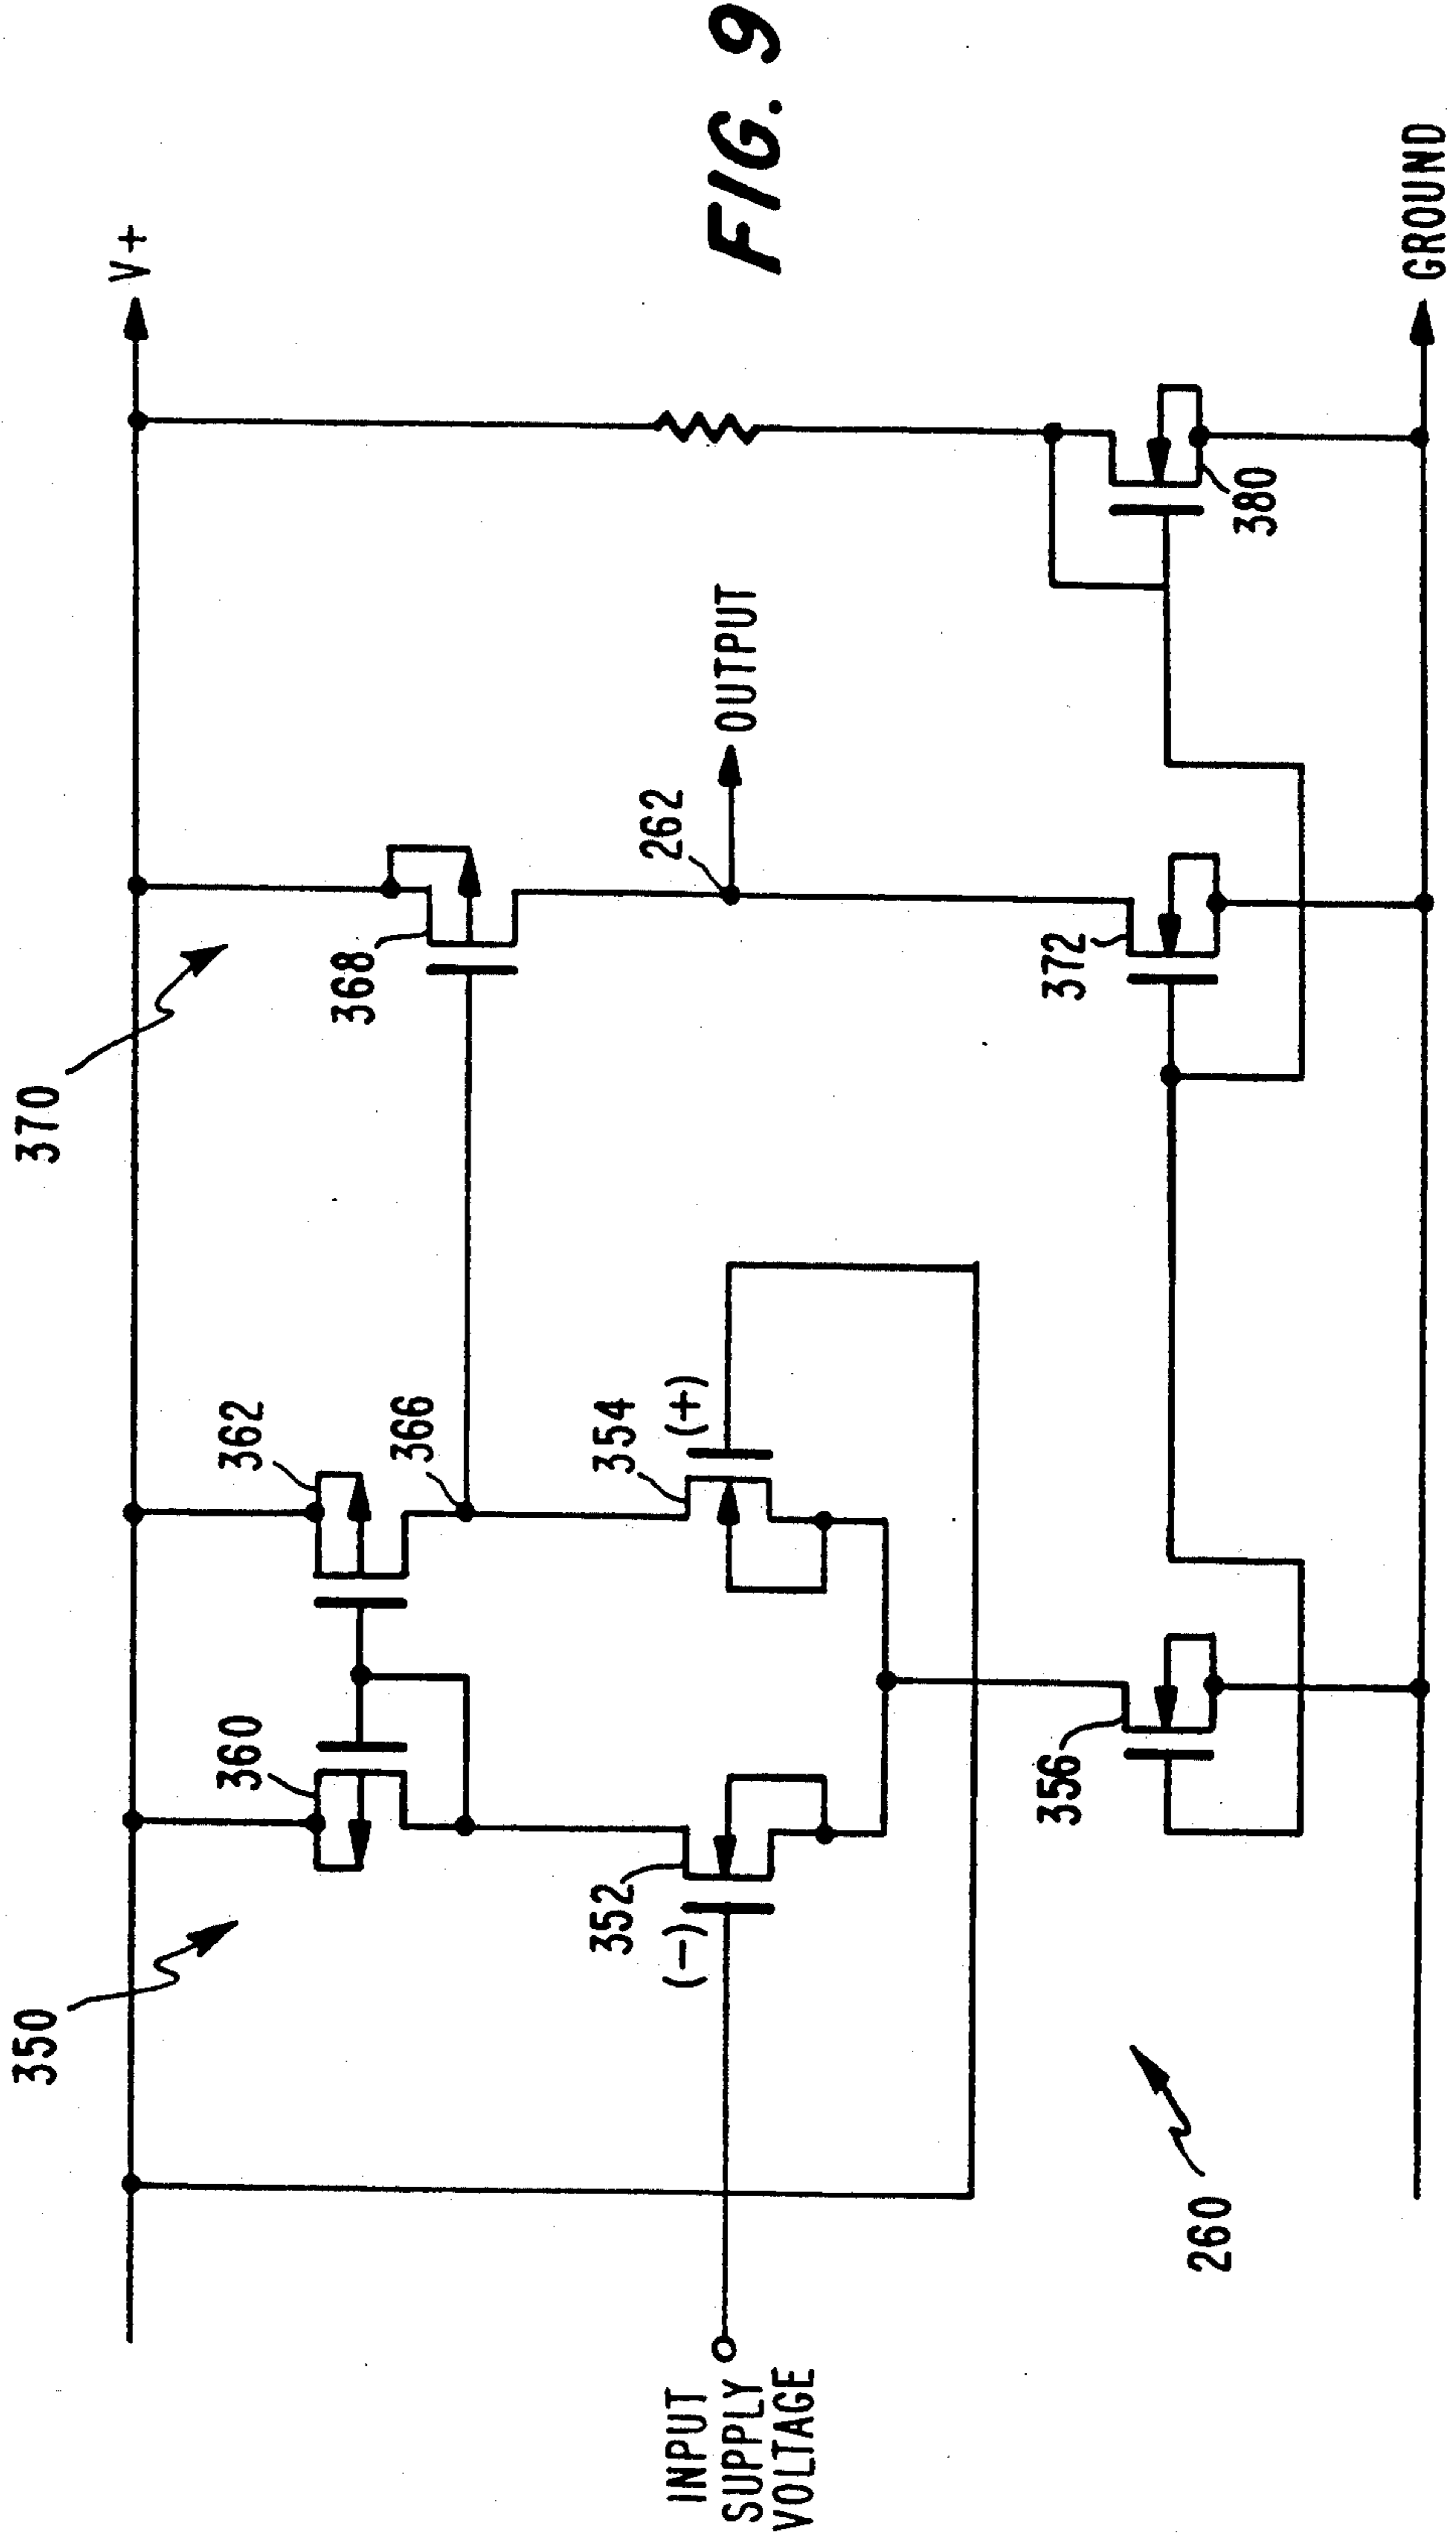 350
370
V+
360
362
368
366
262
352
354
(-)
(+)
INPUT
SUPPLY
VOLTAGE
OUTPUT
FIG. 9
356
372
380
260
GROUND